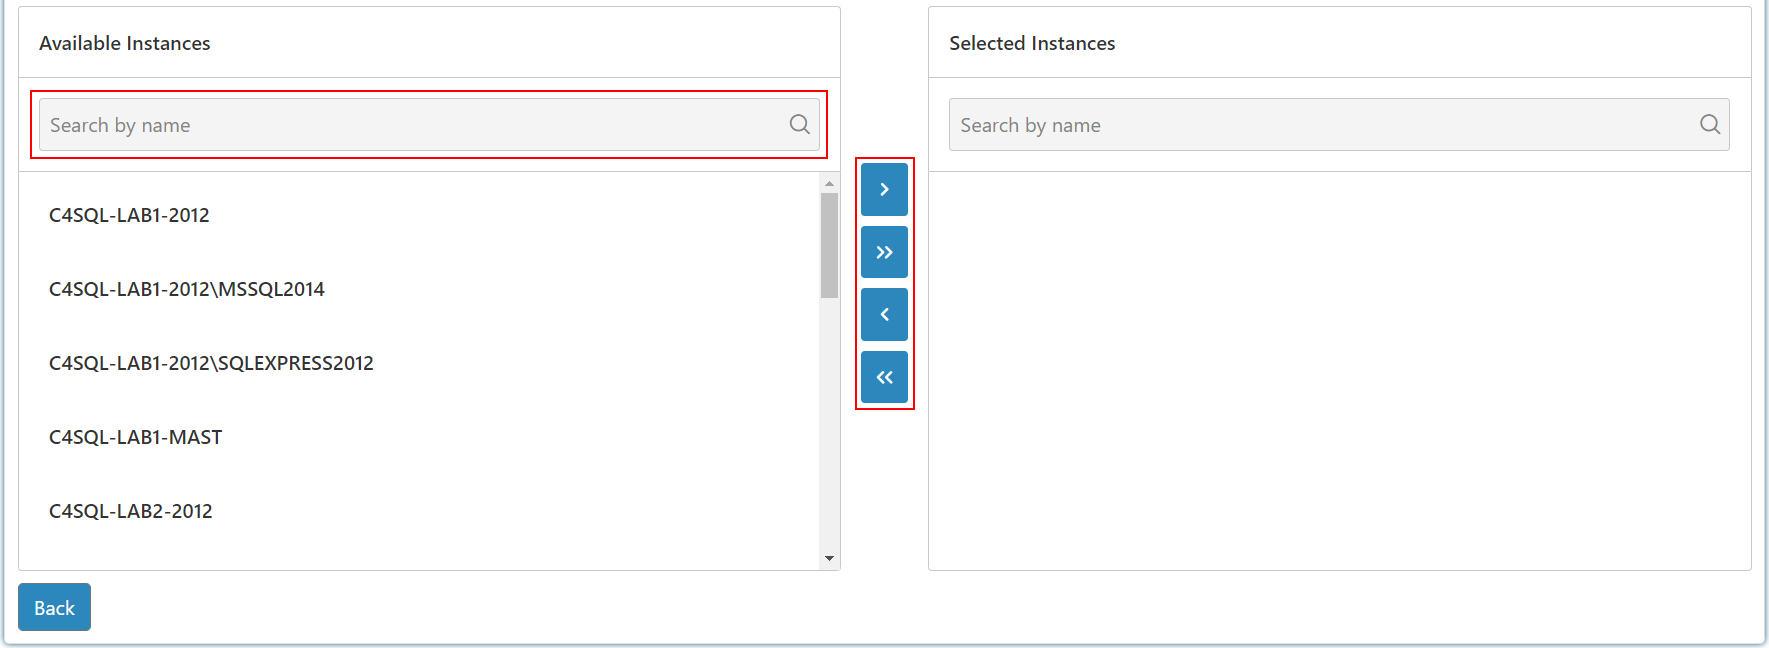 Available Instances
Search by name
C4SQL-LAB1-2012
C4SQL-LAB1-2012\MSSQL2014
C4SQL-LAB1-2012\SQLEXPRESS2012
C4SQL-LAB1-MAST
C4SQL-LAB2-2012
Selected Instances
Search by name
Back